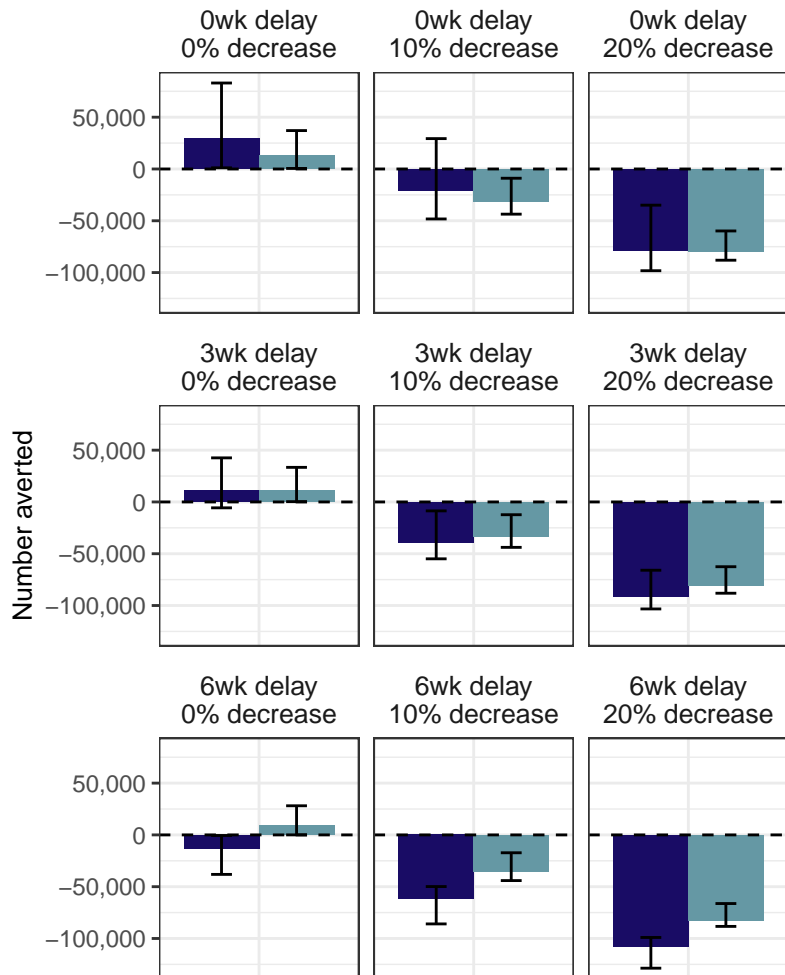 0wk delay
0% decrease
0wk delay
10% decrease
0wk delay
20% decrease
50,000
0
−50,000
−100,000
3wk delay
0% decrease
3wk delay
10% decrease
3wk delay
20% decrease
50,000
0
−50,000
−100,000
Number averted
6wk delay
0% decrease
6wk delay
10% decrease
6wk delay
20% decrease
50,000
0
−50,000
−100,000